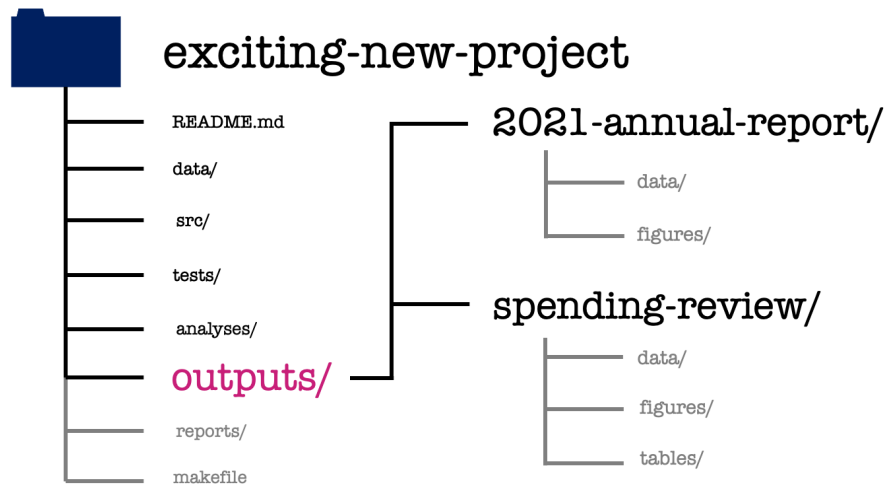 exciting-new-project
README.md
data/
src/
tests/
analyses/
outputs/
reports/
makefile
2021-annual-report/
data/
figures/
spending-review/
data/
figures/
tables/